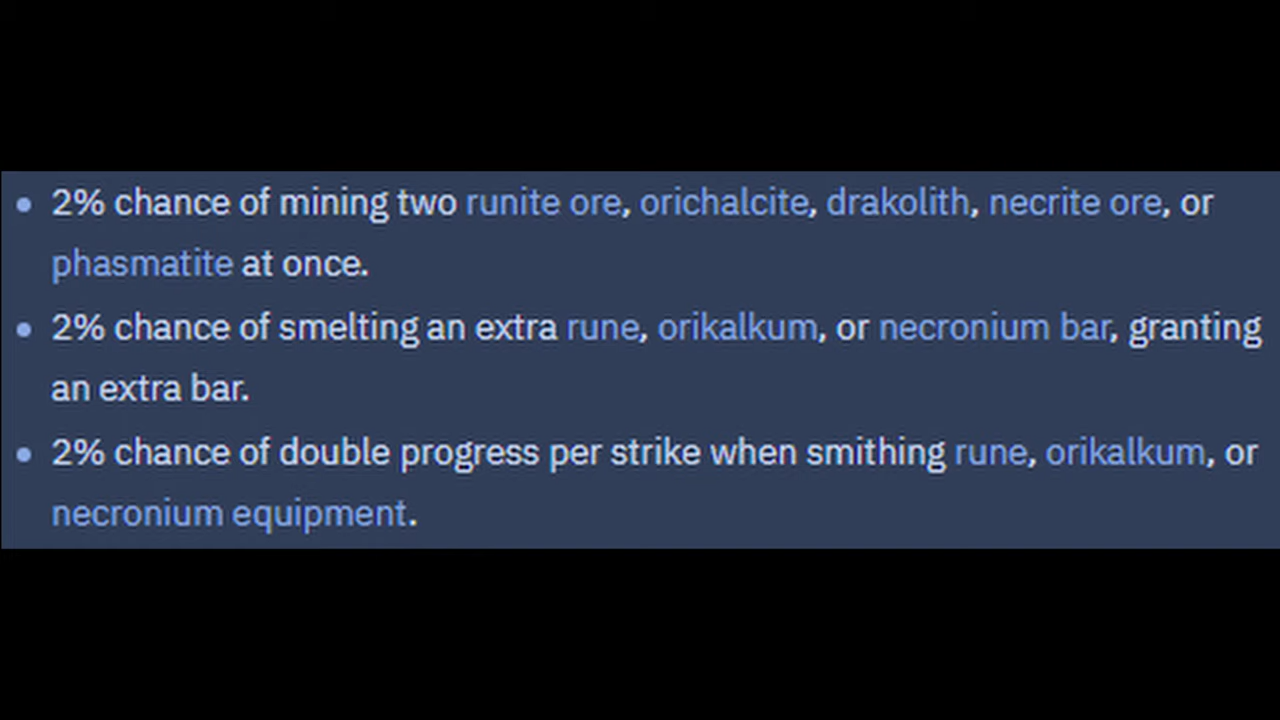 2% chance of mining two runite ore, orichalcite, drakolith, necrite ore, or
phasmatite at once.
2% chance of smelting an extra rune, orikalkum, or necronium bar, granting
an extra bar.
2% chance of double progress per strike when smithing rune, orikalkum, or
necronium equipment.